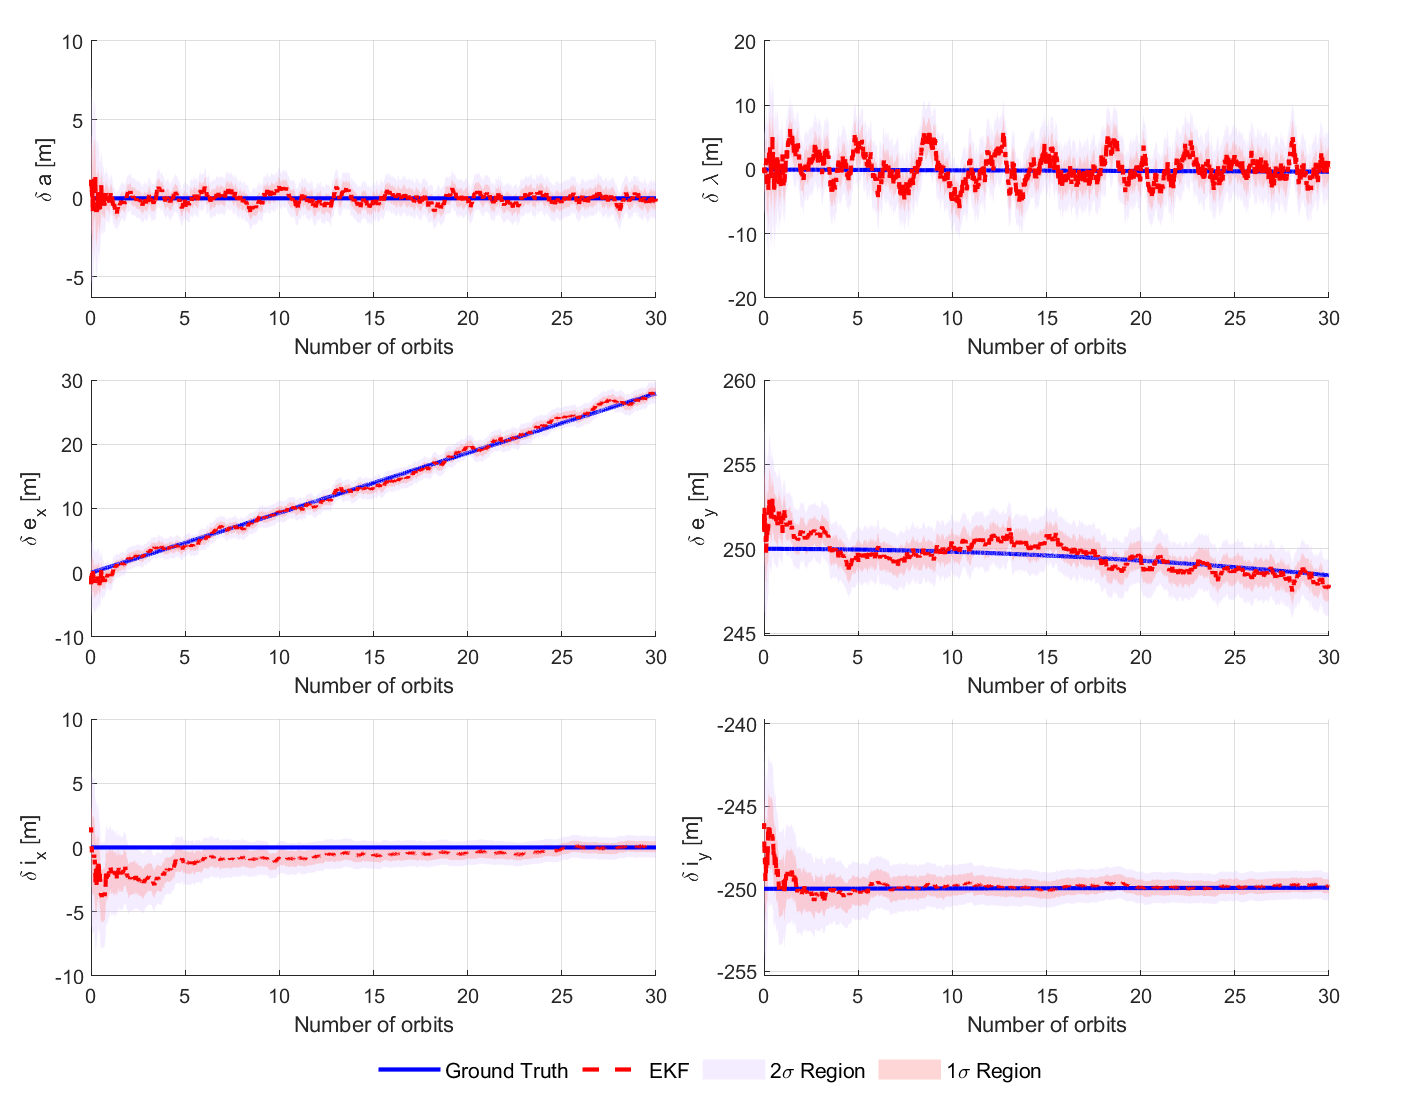 10
5
0
-5
δ a [m]
0 5 10 15 20 25 30
Number of orbits
20
10
0
-10
-20
δ λ [m]
0 5 10 15 20 25 30
Number of orbits
30
20
10
0
-10
δ e_x [m]
0 5 10 15 20 25 30
Number of orbits
260
255
250
245
δ e_y [m]
0 5 10 15 20 25 30
Number of orbits
10
5
0
-5
-10
δ i_x [m]
0 5 10 15 20 25 30
Number of orbits
-240
-245
-250
-255
δ i_y [m]
0 5 10 15 20 25 30
Number of orbits
Ground Truth EKF 2σ Region 1σ Region